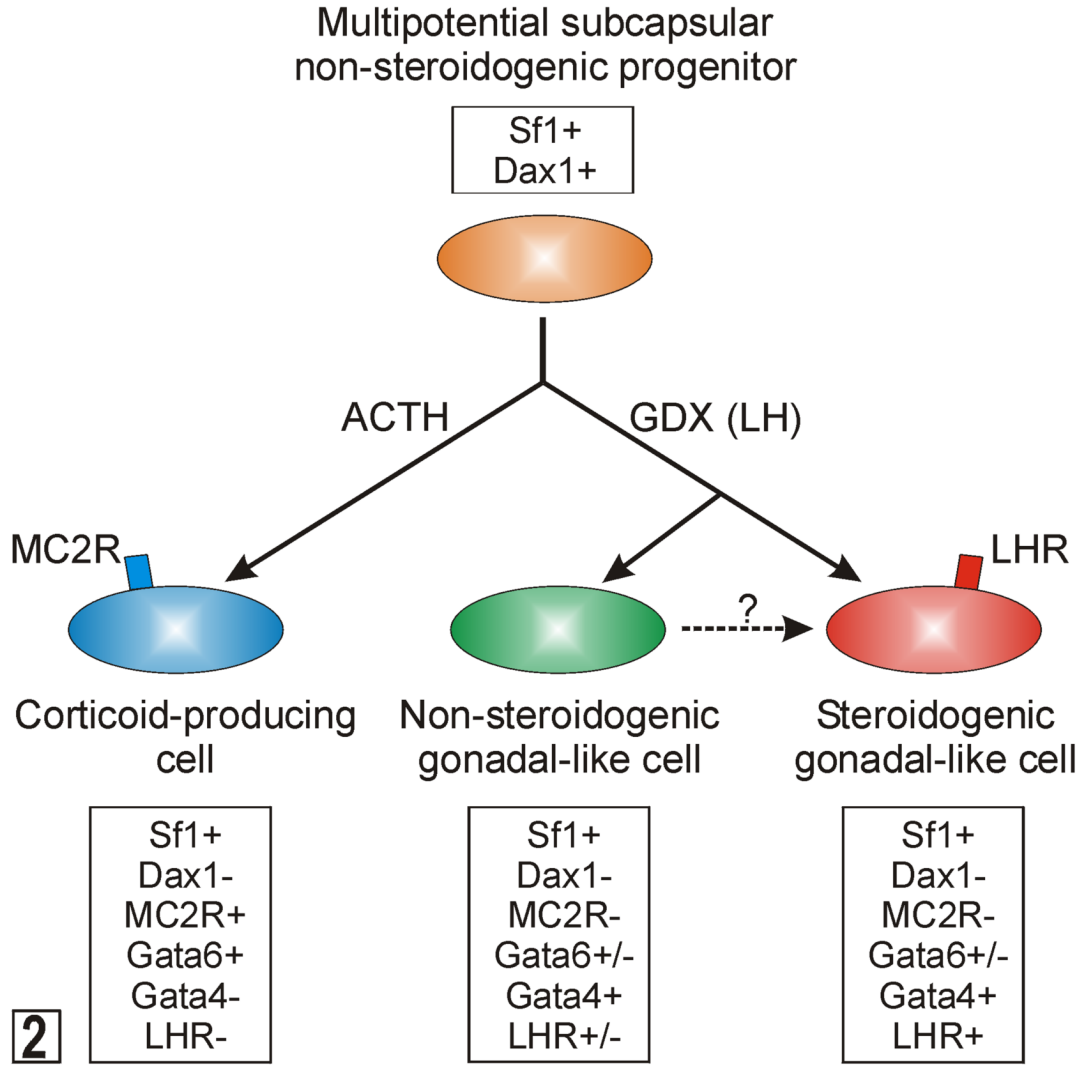 Multipotential subcapsular
non-steroidogenic progenitor
Sf1+
Dax1+
ACTH
GDX (LH)
MC2R
LHR
?
Corticoid-producing
cell
Non-steroidogenic
gonadal-like cell
Steroidogenic
gonadal-like cell
Sf1+
Dax1-
MC2R+
Gata6+
Gata4-
LHR-
Sf1+
Dax1-
MC2R-
Gata6+/-
Gata4+
LHR+/-
Sf1+
Dax1-
MC2R-
Gata6+/-
Gata4+
LHR+
2